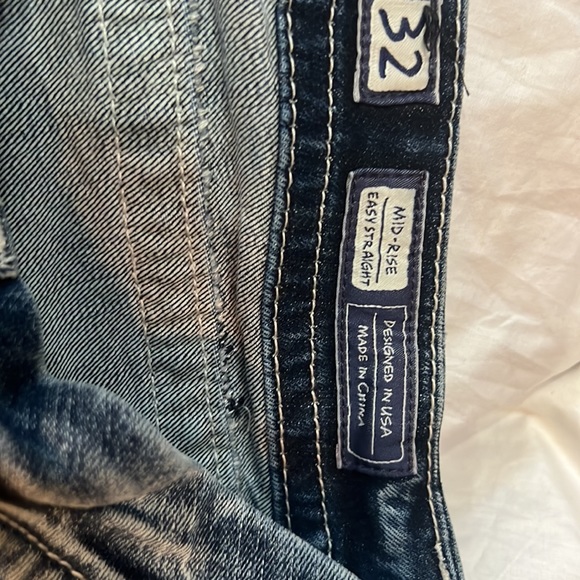 32
MID-RISE
EASY STRAIGHT
DESIGNED IN USA
MADE IN CHINA